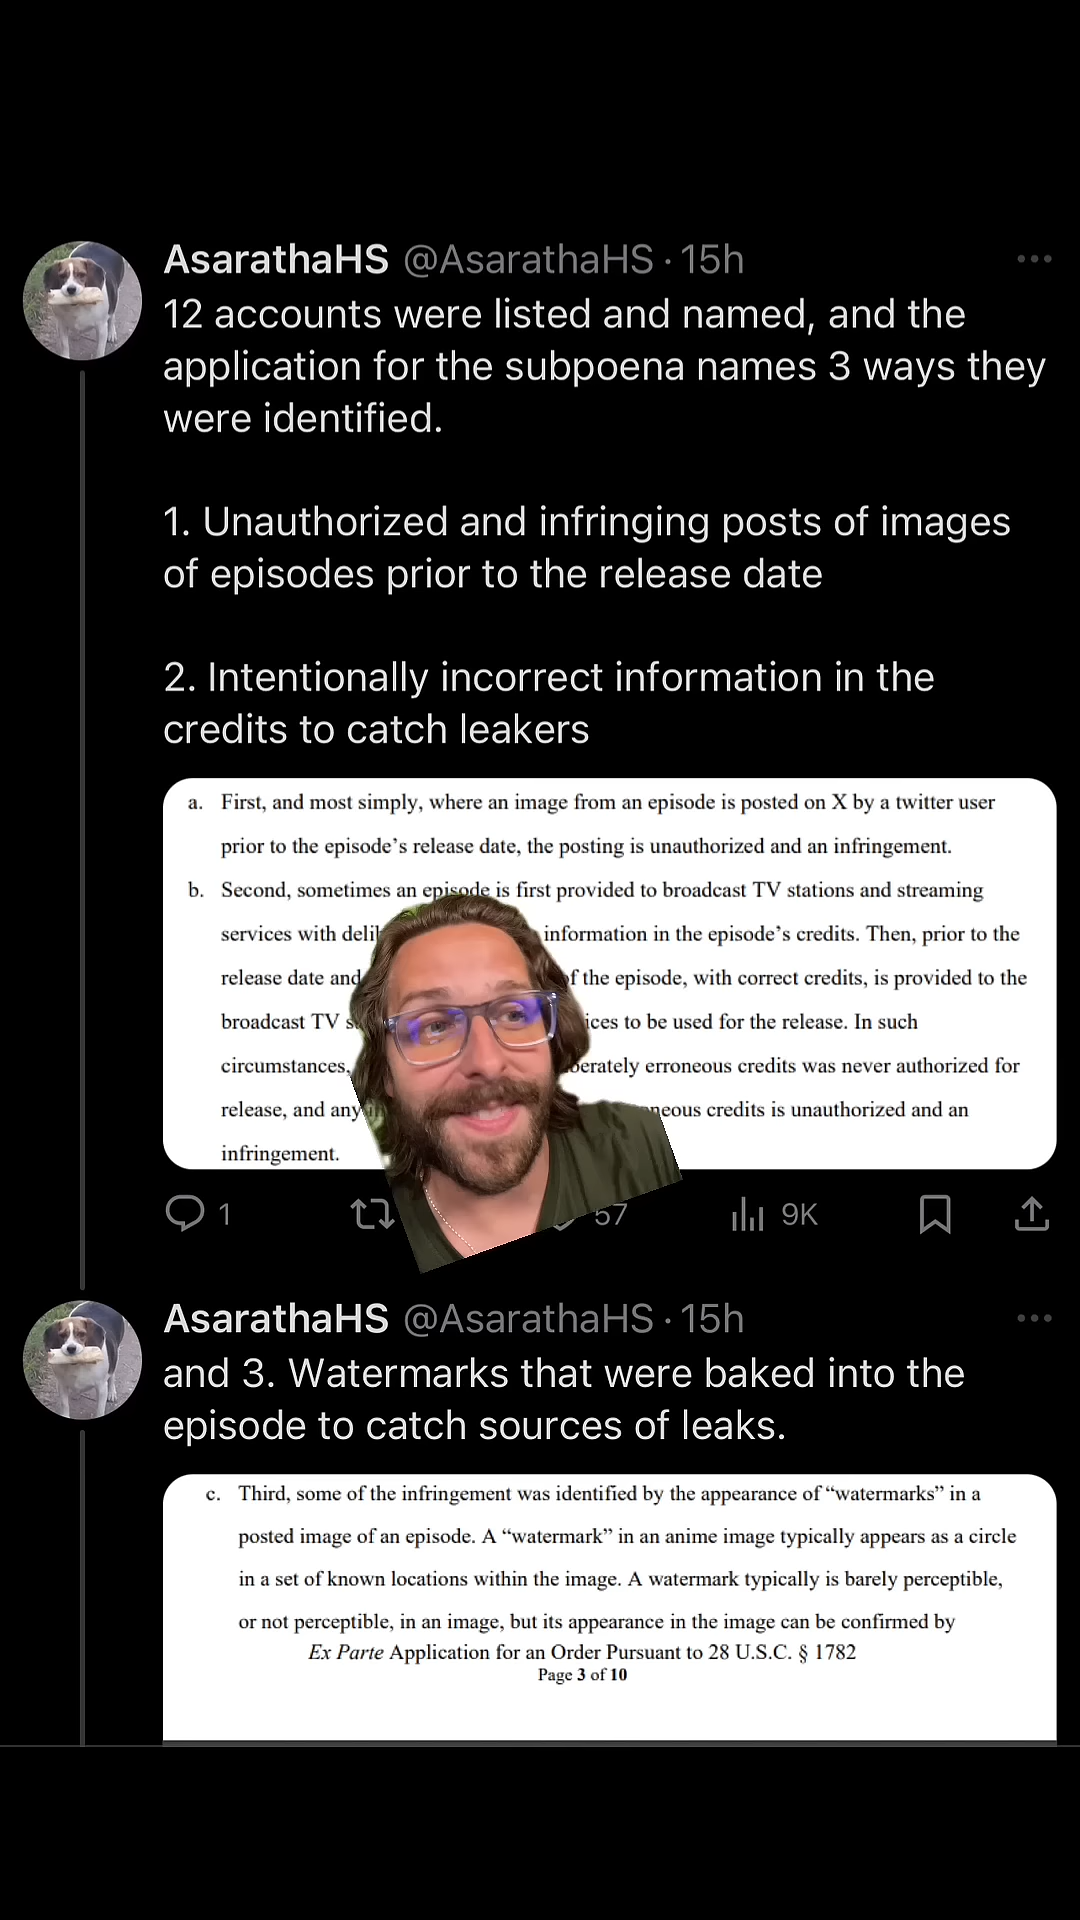 AsarathaHS @AsarathaHS · 15h
12 accounts were listed and named, and the
application for the subpoena names 3 ways they
were identified.
1. Unauthorized and infringing posts of images
of episodes prior to the release date
2. Intentionally incorrect information in the
credits to catch leakers
a. First, and most simply, where an image from an episode is posted on X by a twitter user
prior to the episode's release date, the posting is unauthorized and an infringement.
b. Second, sometimes an episode is first provided to broadcast TV stations and streaming
services with information in the episode's credits. Then, prior to the
release date and of the episode, with correct credits, is provided to the
broadcast TV to be used for the release. In such
circumstances, erroneous credits was never authorized for
release, and any credits is unauthorized and an
infringement.
1 57 9K
AsarathaHS @AsarathaHS · 15h
and 3. Watermarks that were baked into the
episode to catch sources of leaks.
c. Third, some of the infringement was identified by the appearance of “watermarks” in a
posted image of an episode. A “watermark” in an anime image typically appears as a circle
in a set of known locations within the image. A watermark typically is barely perceptible,
or not perceptible, in an image, but its appearance in the image can be confirmed by
Ex Parte Application for an Order Pursuant to 28 U.S.C. § 1782
Page 3 of 10